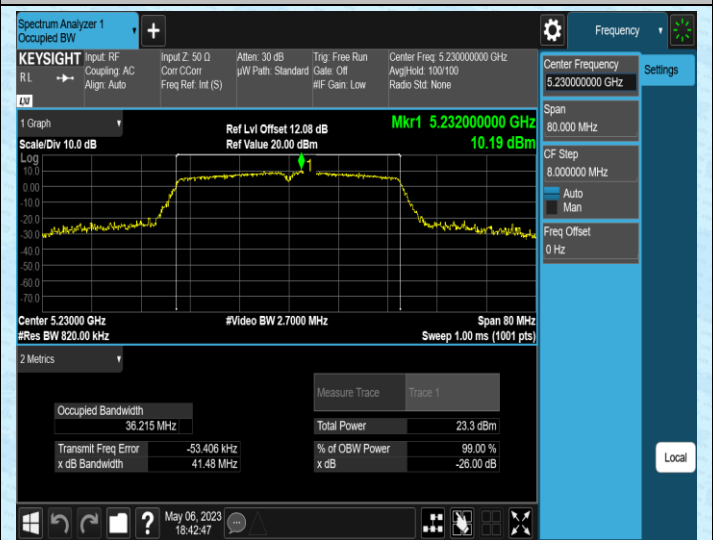 Spectrum Analyzer 1
Occupied BW
+
Frequency
KEYSIGHT
R L
LXI
Input: RF
Coupling: AC
Align: Auto
Input Z: 50 Ω
Corr CCorr
Freq Ref: Int (S)
Atten: 30 dB
µW Path: Standard
Trig: Free Run
Gate: Off
#IF Gain: Low
Center Freq: 5.230000000 GHz
Avg|Hold: 100/100
Radio Std: None
Center Frequency
5.230000000 GHz
Settings
Span
80.000 MHz
CF Step
8.000000 MHz
Auto
Man
Freq Offset
0 Hz
1 Graph
Scale/Div 10.0 dB
Ref Lvl Offset 12.08 dB
Ref Value 20.00 dBm
Mkr1 5.232000000 GHz
10.19 dBm
Log
10.0
0.00
-10.0
-20.0
-30.0
-40.0
-50.0
-60.0
-70.0
1
Center 5.23000 GHz
#Res BW 820.00 kHz
#Video BW 2.7000 MHz
Span 80 MHz
Sweep 1.00 ms (1001 pts)
2 Metrics
Measure Trace Trace 1
Occupied Bandwidth
36.215 MHz
Total Power 23.3 dBm
Transmit Freq Error -53.406 kHz
% of OBW Power 99.00 %
x dB Bandwidth 41.48 MHz
x dB -26.00 dB
Local
?
May 06, 2023
18:42:47